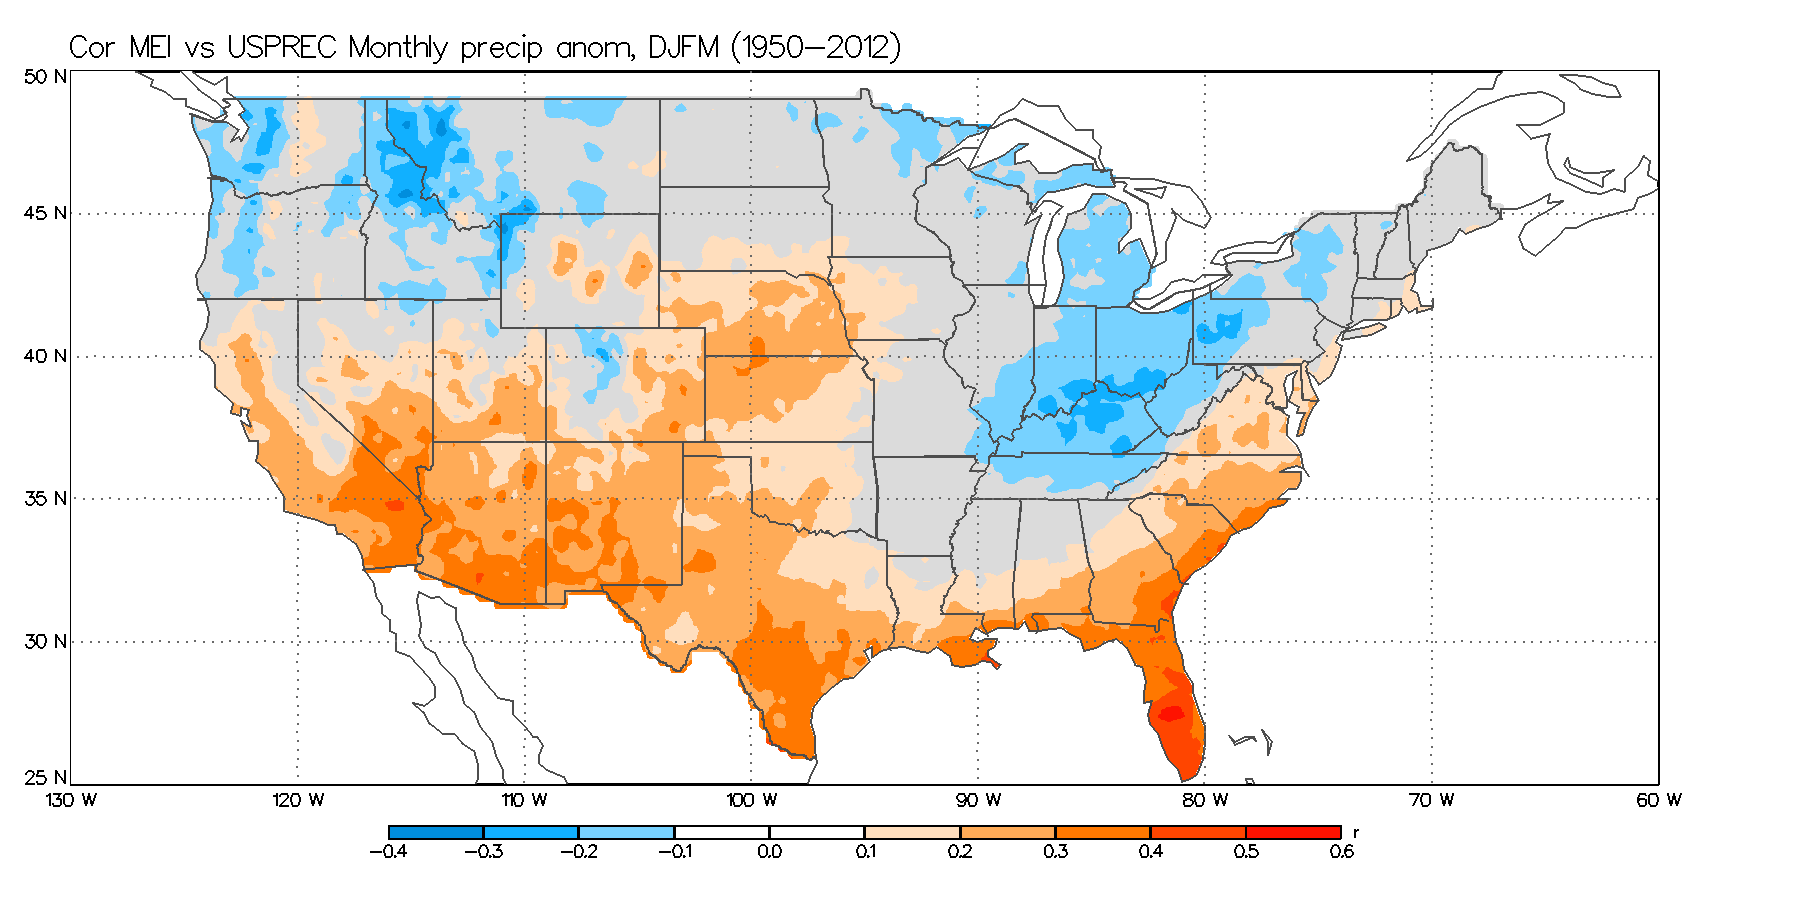 Cor MEI vs USPREC Monthly precip anom, DJFM (1950–2012)
50 N
45 N
40 N
35 N
30 N
25 N
130 W 120 W 110 W 100 W 90 W 80 W 70 W 60 W
r
−0.4 −0.3 −0.2 −0.1 0.0 0.1 0.2 0.3 0.4 0.5 0.6